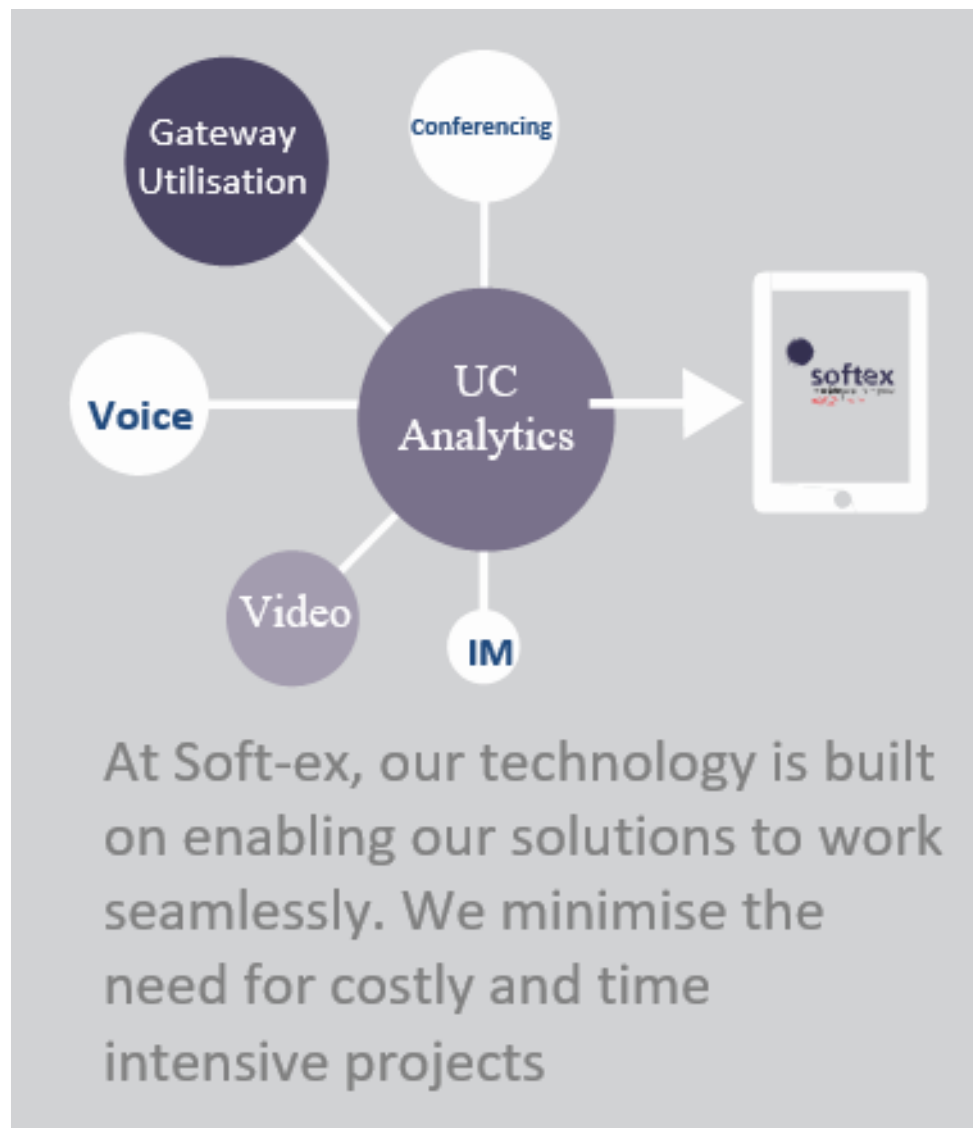 Gateway
Utilisation
Conferencing
UC
Analytics
Voice
softex
Video
IM
At Soft-ex, our technology is built
on enabling our solutions to work
seamlessly. We minimise the
need for costly and time
intensive projects